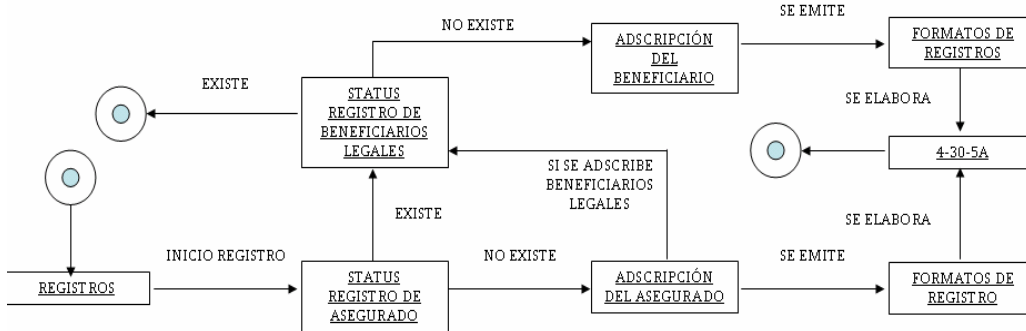 SE EMITE
NO EXISTE
ADSCRIPCIÓN
DEL
BENEFICIARIO
FORMATOS DE
REGISTROS
EXISTE
STATUS
REGISTRO DE
BENEFICIARIOS
LEGALES
SE ELABORA
4-30-5A
SI SE ADSCRIBE
BENEFICIARIOS
LEGALES
EXISTE
SE ELABORA
INICIO REGISTRO
NO EXISTE
SE EMITE
REGISTROS
STATUS
REGISTRO DE
ASEGURADO
ADSCRIPCIÓN
DEL ASEGURADO
FORMATOS DE
REGISTRO